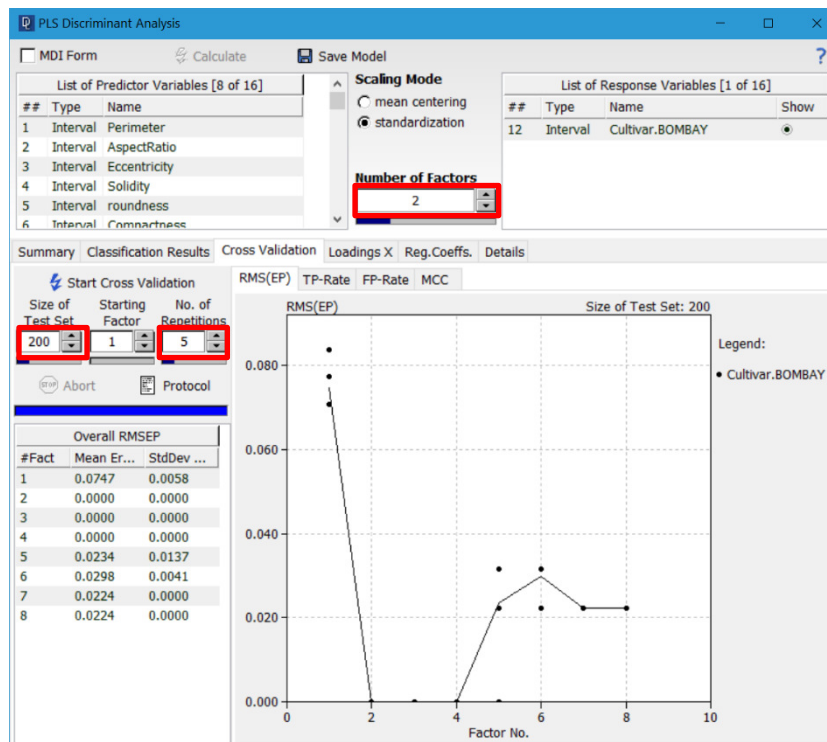 PLS Discriminant Analysis
MDI Form Calculate Save Model ?
List of Predictor Variables [8 of 16]
## Type Name
1 Interval Perimeter
2 Interval AspectRatio
3 Interval Eccentricity
4 Interval Solidity
5 Interval roundness
6 Interval Compactness
Scaling Mode
mean centering
standardization
Number of Factors
2
List of Response Variables [1 of 16]
## Type Name Show
12 Interval Cultivar.BOMBAY
Summary Classification Results Cross Validation Loadings X Reg.Coeffs. Details
Start Cross Validation
Size of Test Set
Starting Factor
No. of Repetitions
200 1 5
STOP Abort Protocol
Overall RMSEP
#Fact Mean Er... StdDev ...
1 0.0747 0.0058
2 0.0000 0.0000
3 0.0000 0.0000
4 0.0000 0.0000
5 0.0234 0.0137
6 0.0298 0.0041
7 0.0224 0.0000
8 0.0224 0.0000
RMS(EP) TP-Rate FP-Rate MCC
RMS(EP) Size of Test Set: 200
0.080
0.060
0.040
0.020
0.000
0 2 4 6 8 10
Factor No.
Legend:
Cultivar.BOMBAY